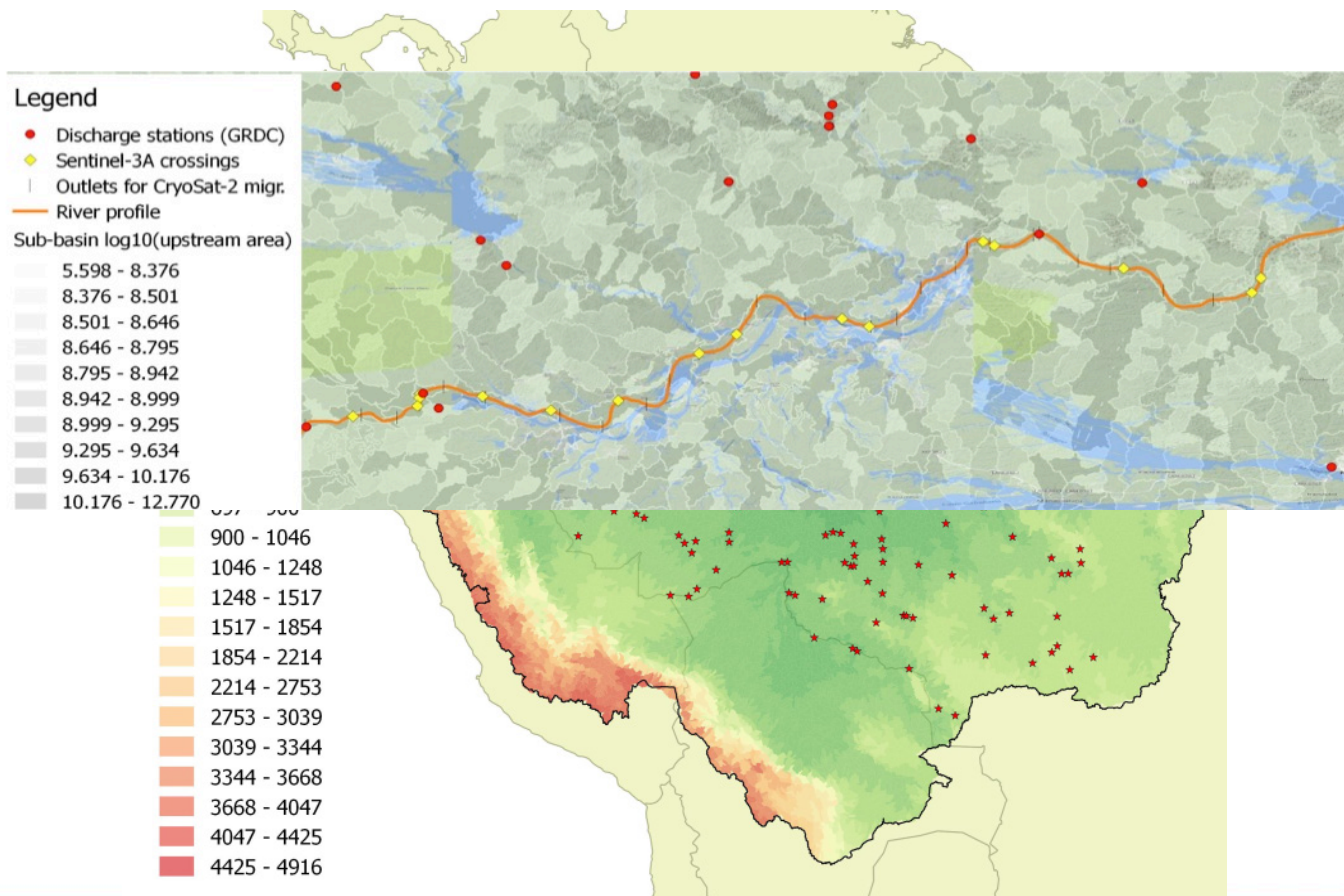 Legend
Discharge stations (GRDC)
Sentinel-3A crossings
Outlets for CryoSat-2 migr.
River profile
Sub-basin log10(upstream area)
5.598 - 8.376
8.376 - 8.501
8.501 - 8.646
8.646 - 8.795
8.795 - 8.942
8.942 - 8.999
8.999 - 9.295
9.295 - 9.634
9.634 - 10.176
10.176 - 12.770
900 - 1046
1046 - 1248
1248 - 1517
1517 - 1854
1854 - 2214
2214 - 2753
2753 - 3039
3039 - 3344
3344 - 3668
3668 - 4047
4047 - 4425
4425 - 4916